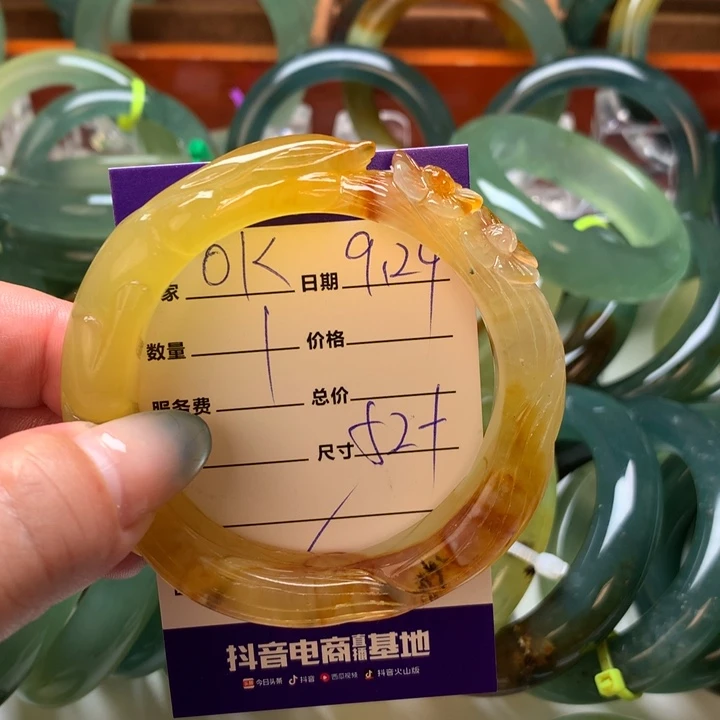 家 OK 日期 9.24
数量 1 价格
服务费 总价
尺寸 52+
抖音电商直播基地
今日头条 抖音 西瓜视频 抖音火山版